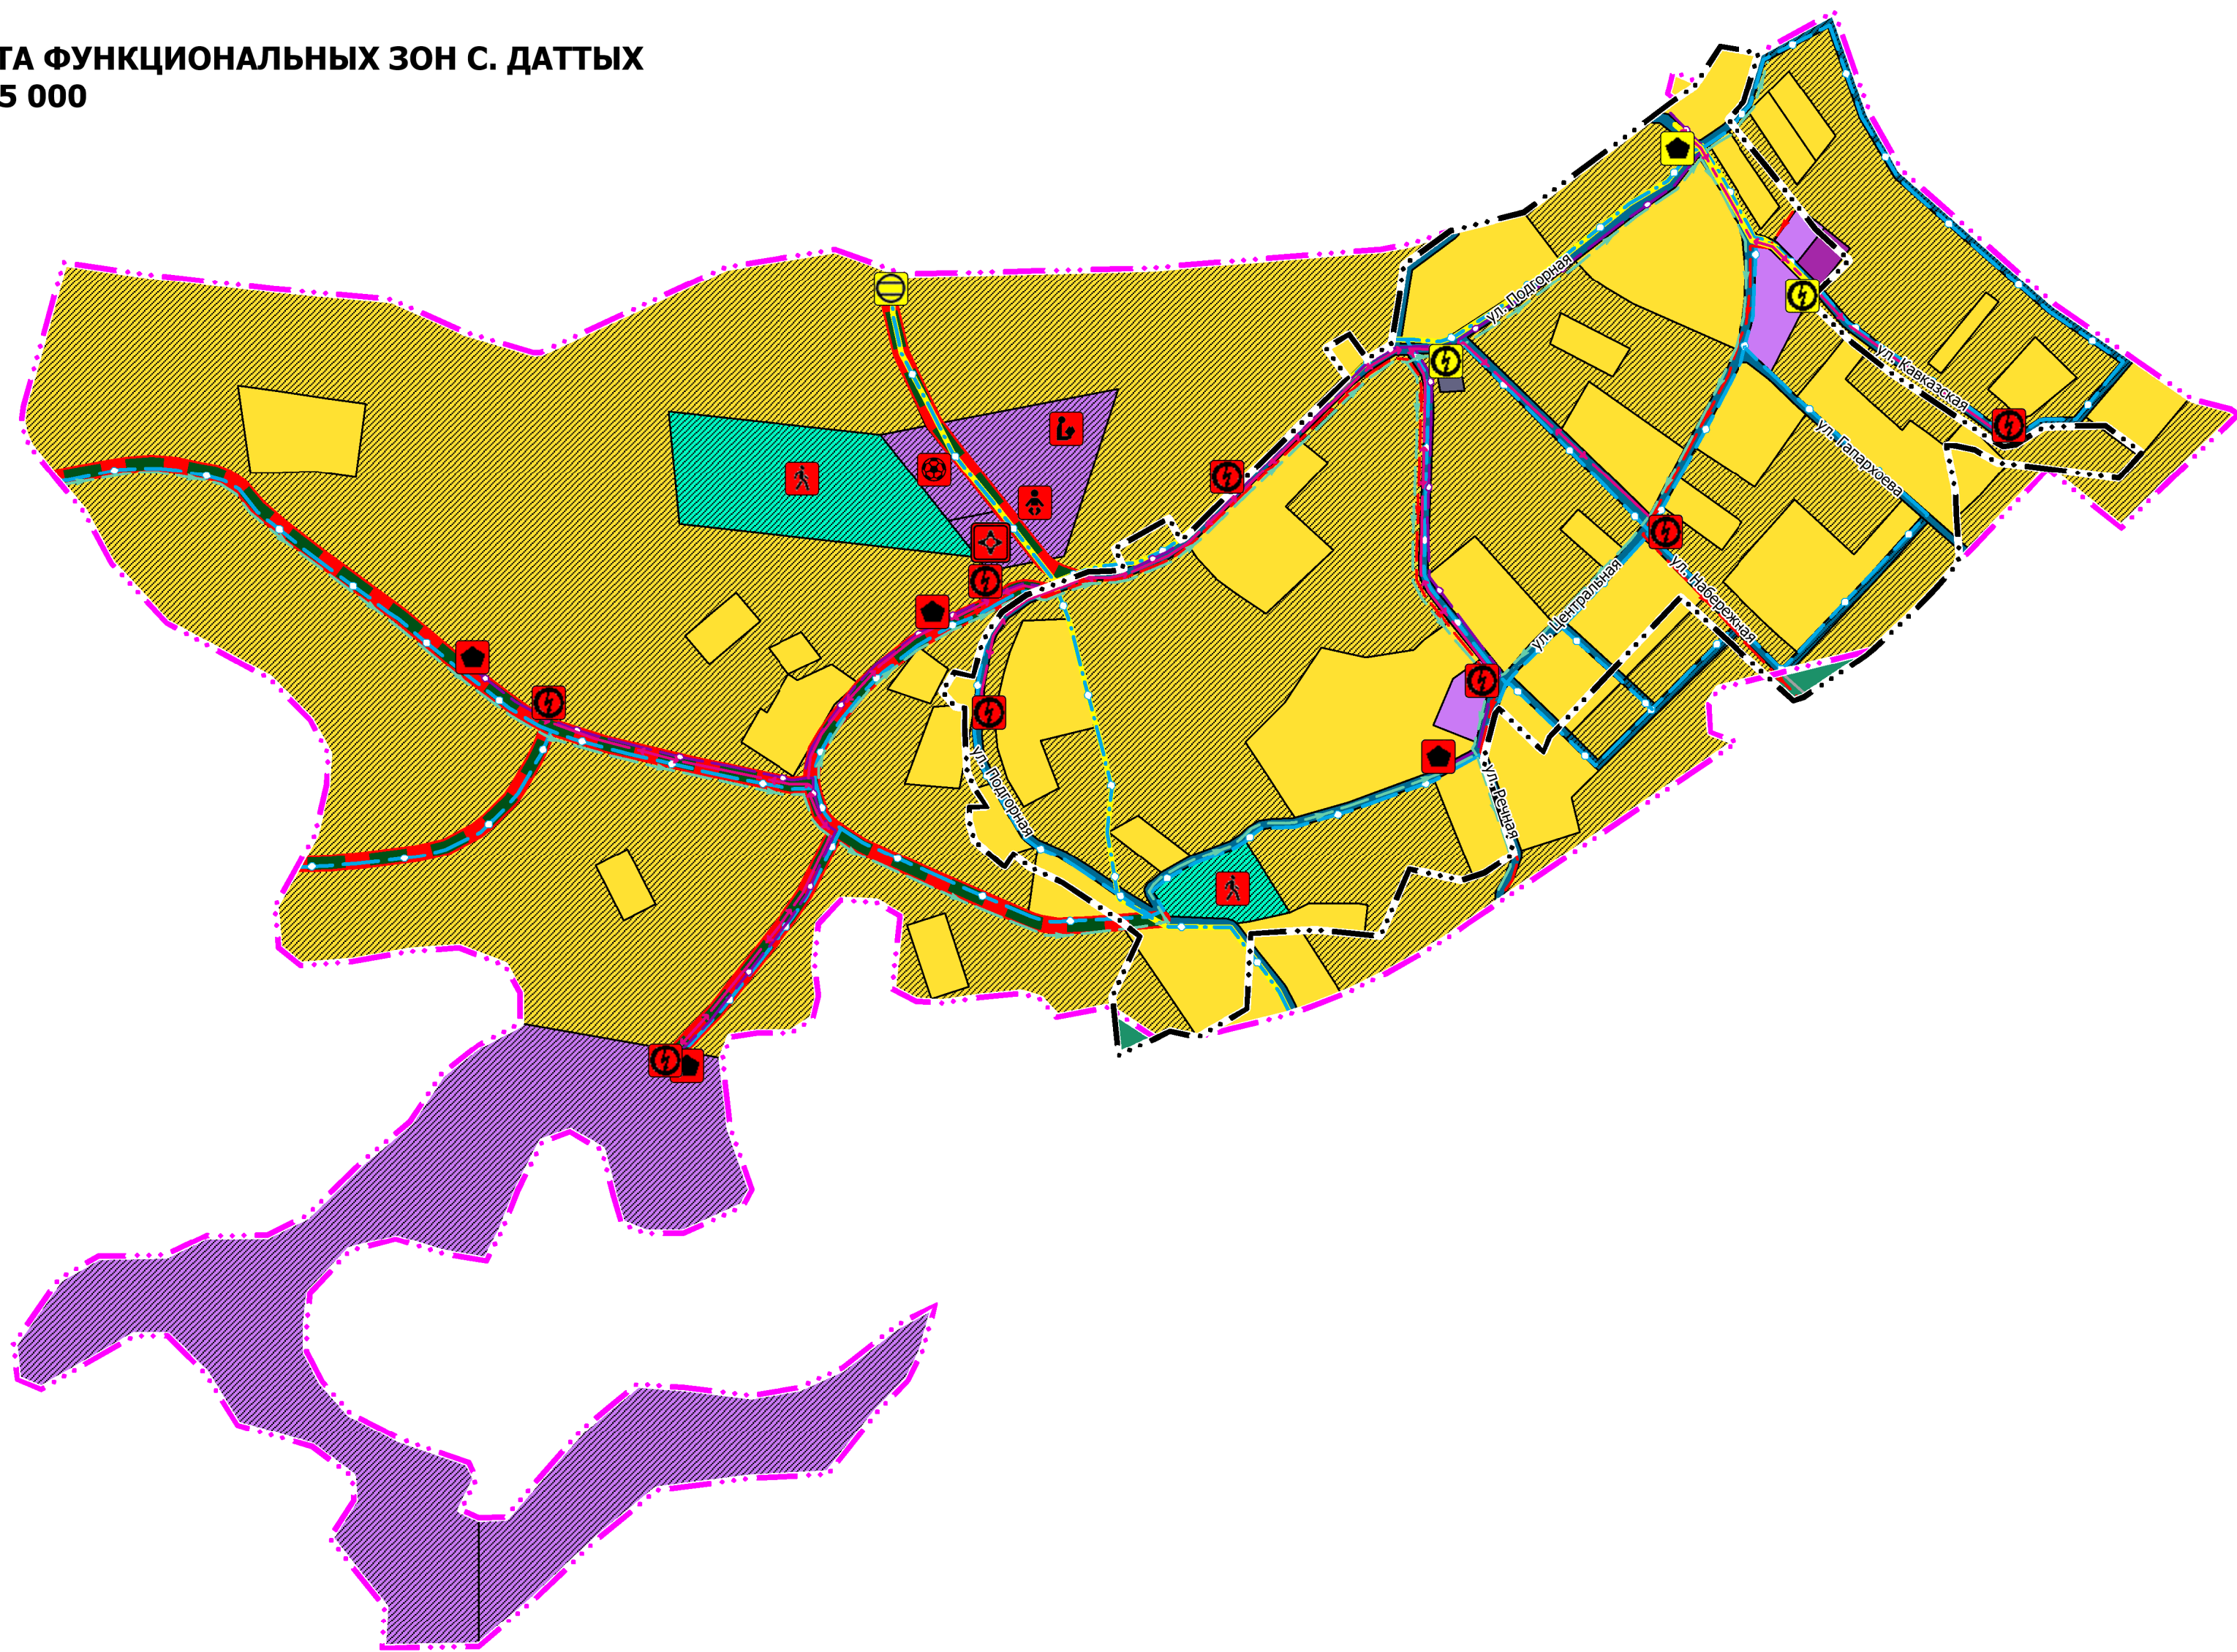 ТА ФУНКЦИОНАЛЬНЫХ ЗОН С. ДАТТЫХ
5 000
ул. Подгорная
ул. Кавказская
ул. Гапархоева
ул. Набережная
ул. Центральная
ул. Подгорная
ул. Речная